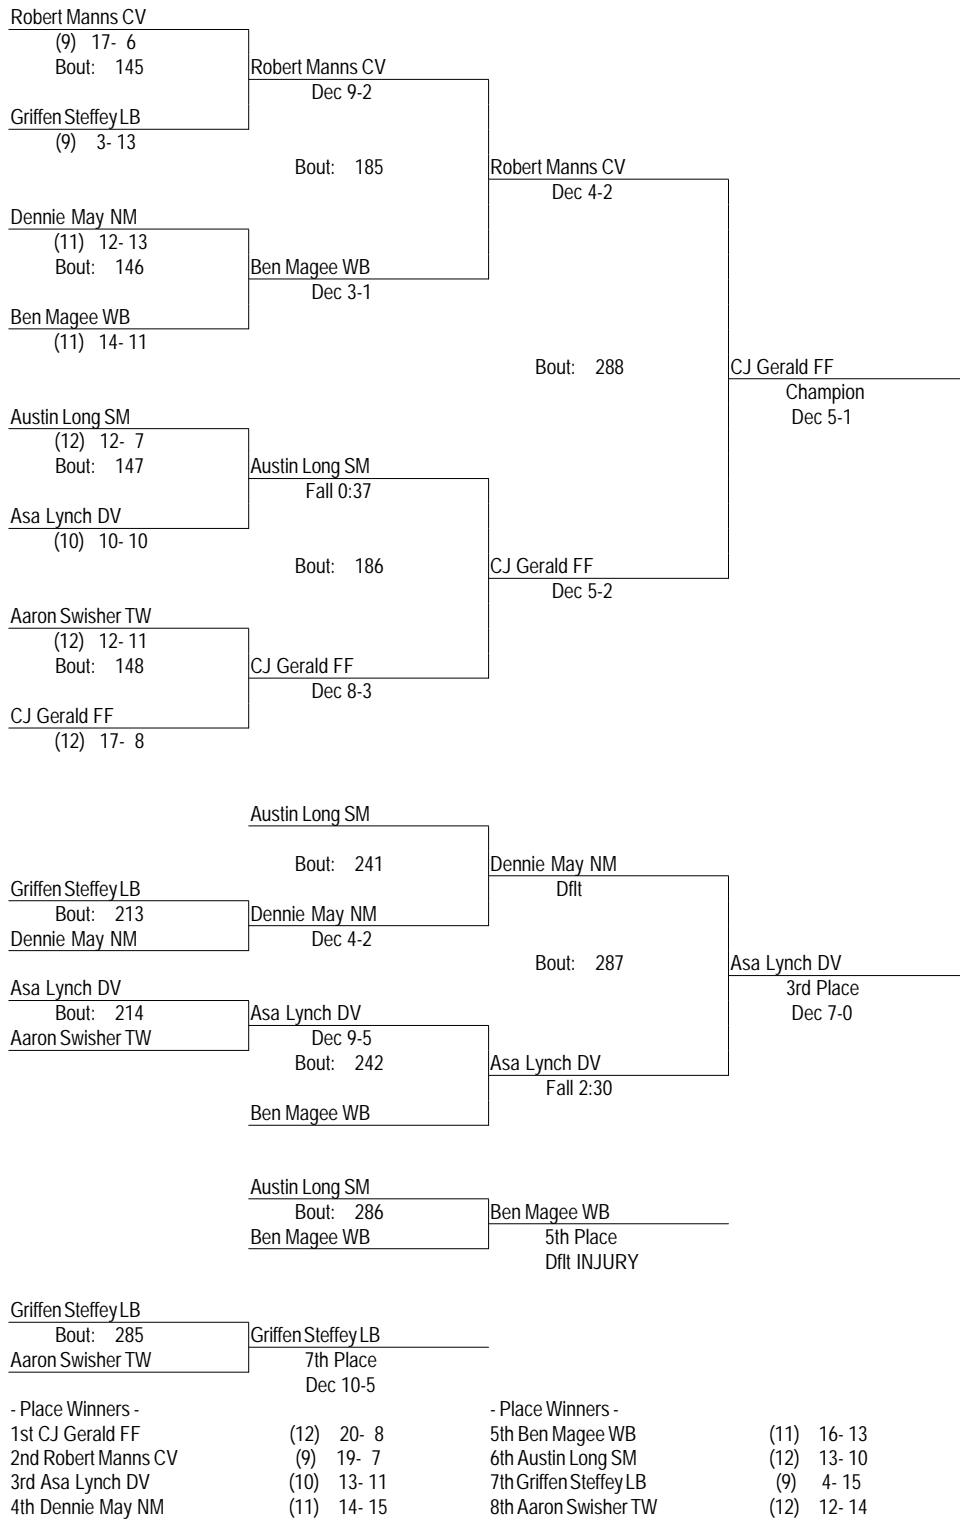 Robert Manns CV
(9) 17- 6
Bout: 145
Robert Manns CV
Dec 9-2
Griffen Steffey LB
(9) 3- 13
Bout: 185
Robert Manns CV
Dec 4-2
Dennie May NM
(11) 12- 13
Bout: 146
Ben Magee WB
Dec 3-1
Ben Magee WB
(11) 14- 11
Bout: 288
CJ Gerald FF
Champion
Dec 5-1
Austin Long SM
(12) 12- 7
Bout: 147
Austin Long SM
Fall 0:37
Asa Lynch DV
(10) 10- 10
Bout: 186
CJ Gerald FF
Dec 5-2
Aaron Swisher TW
(12) 12- 11
Bout: 148
CJ Gerald FF
Dec 8-3
CJ Gerald FF
(12) 17- 8
Austin Long SM
Bout: 241
Dennie May NM
Dflt
Griffen Steffey LB
Bout: 213
Dennie May NM
Dennie May NM
Dec 4-2
Bout: 287
Asa Lynch DV
3rd Place
Dec 7-0
Asa Lynch DV
Bout: 214
Aaron Swisher TW
Asa Lynch DV
Dec 9-5
Bout: 242
Asa Lynch DV
Fall 2:30
Ben Magee WB
Austin Long SM
Bout: 286
Ben Magee WB
Ben Magee WB
5th Place
Dflt INJURY
Griffen Steffey LB
Bout: 285
Aaron Swisher TW
Griffen Steffey LB
7th Place
Dec 10-5
- Place Winners -
1st CJ Gerald FF (12) 20- 8
2nd Robert Manns CV (9) 19- 7
3rd Asa Lynch DV (10) 13- 11
4th Dennie May NM (11) 14- 15
- Place Winners -
5th Ben Magee WB (11) 16- 13
6th Austin Long SM (12) 13- 10
7th Griffen Steffey LB (9) 4- 15
8th Aaron Swisher TW (12) 12- 14